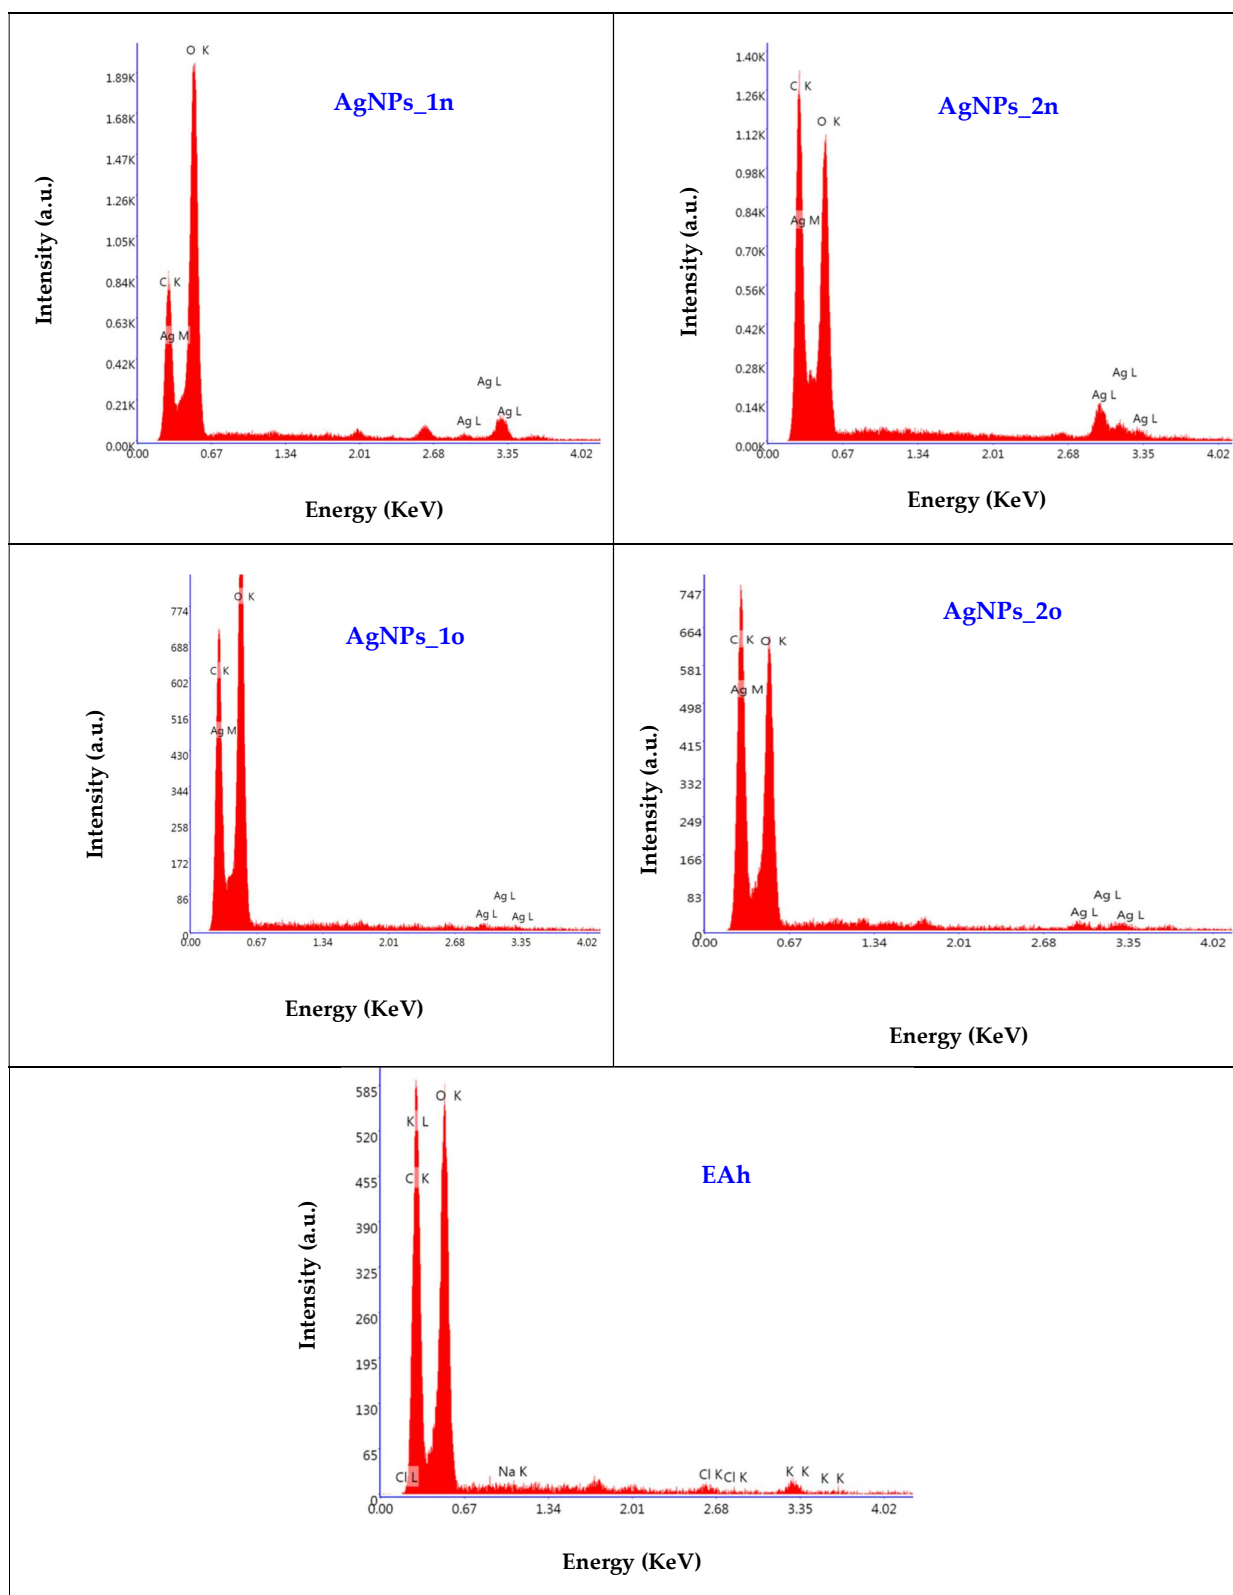 O K
AgNPs_1n
1.89K
1.68K
1.47K
1.26K
1.05K
0.84K
0.63K
0.42K
0.21K
0.00K
C K
Ag M
Ag L
Ag L
Ag L
0.00 0.67 1.34 2.01 2.68 3.35 4.02
Intensity (a.u.)
Energy (KeV)
AgNPs_2n
1.40K
1.26K
1.12K
0.98K
0.84K
0.70K
0.56K
0.42K
0.28K
0.14K
0.00K
C K
O K
Ag M
Ag L
Ag L
Ag L
0.00 0.67 1.34 2.01 2.68 3.35 4.02
Intensity (a.u.)
Energy (KeV)
AgNPs_1o
774
688
602
516
430
344
258
172
86
0
O K
C K
Ag M
Ag L
Ag L
Ag L
0.00 0.67 1.34 2.01 2.68 3.35 4.02
Intensity (a.u.)
Energy (KeV)
AgNPs_2o
747
664
581
498
415
332
249
166
83
0
C K O K
Ag M
Ag L
Ag L
Ag L
0.00 0.67 1.34 2.01 2.68 3.35 4.02
Intensity (a.u.)
Energy (KeV)
EAh
585
520
455
390
325
260
195
130
65
0
O K
K L
C K
Cl L
Na K
Cl K Cl K
K K K K
0.00 0.67 1.34 2.01 2.68 3.35 4.02
Intensity (a.u.)
Energy (KeV)